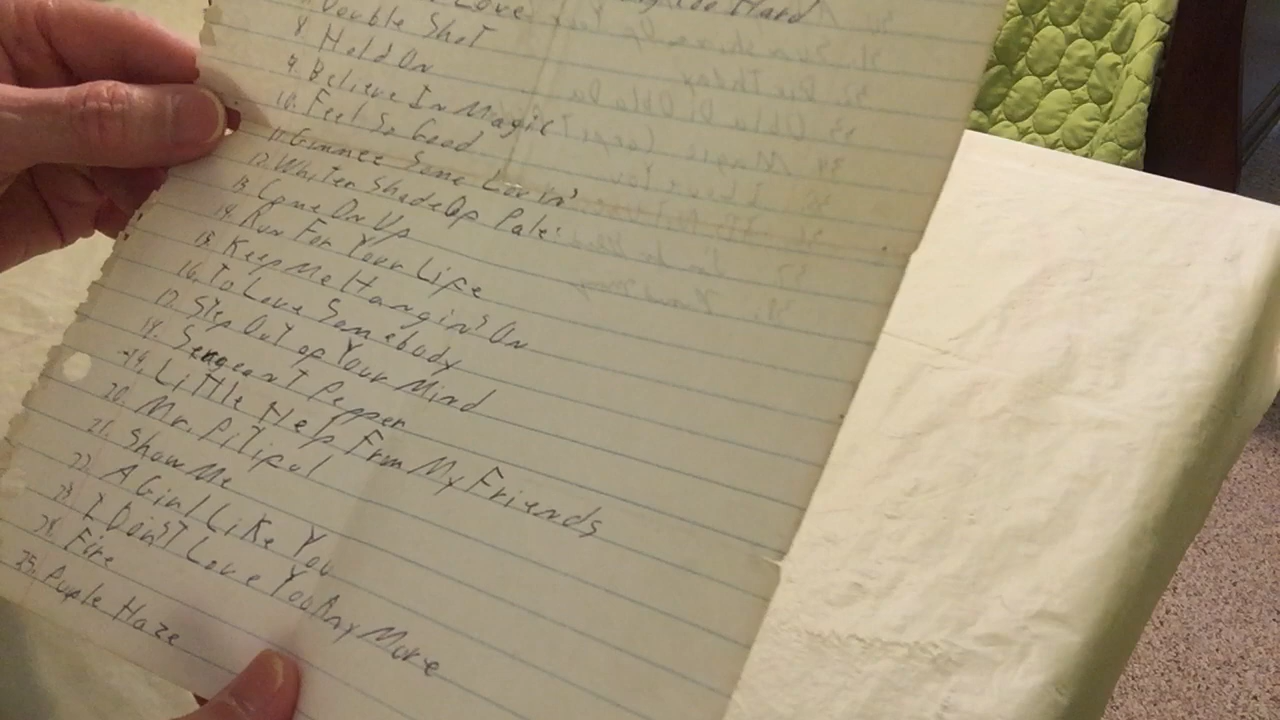 Love
Too Hard
Double Shot
8. Hold On
9. Believe In Magic
10. Feel So Good
11. Gimmee Some Lovin'
12. Whiter Shade Of Pale
13. Come On Up
14. Run For Your Life
15. Keep Me Hangin' On
16. To Love Somebody
17. Step Out of Your Mind
18. Sergeant Pepper
19. Little Help From My Friends
20. Mr. Pitiful
21. Show Me
22. A Girl Like You
23. I Don't Love You Any More
24. Fire
25. Purple Haze